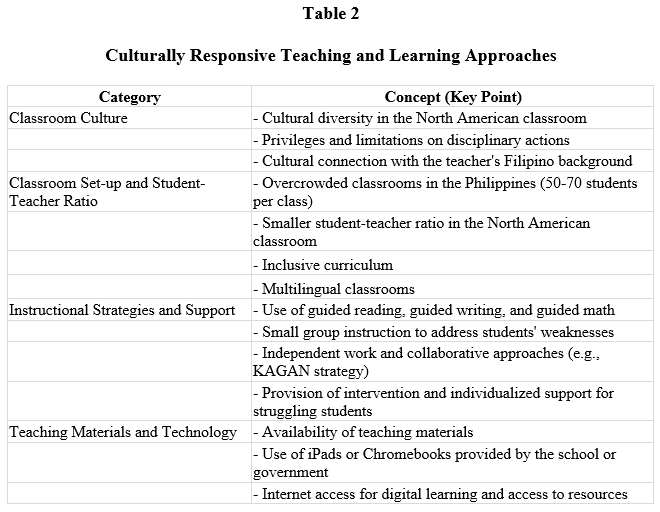 Table 2
Culturally Responsive Teaching and Learning Approaches
Category
Concept (Key Point)
Classroom Culture
- Cultural diversity in the North American classroom
- Privileges and limitations on disciplinary actions
- Cultural connection with the teacher's Filipino background
Classroom Set-up and Student-
Teacher Ratio
- Overcrowded classrooms in the Philippines (50-70 students
per class)
- Smaller student-teacher ratio in the North American
classroom
- Inclusive curriculum
- Multilingual classrooms
Instructional Strategies and Support
- Use of guided reading, guided writing, and guided math
- Small group instruction to address students' weaknesses
- Independent work and collaborative approaches (e.g.,
KAGAN strategy)
- Provision of intervention and individualized support for
struggling students
Teaching Materials and Technology
- Availability of teaching materials
- Use of iPads or Chromebooks provided by the school or
government
- Internet access for digital learning and access to resources